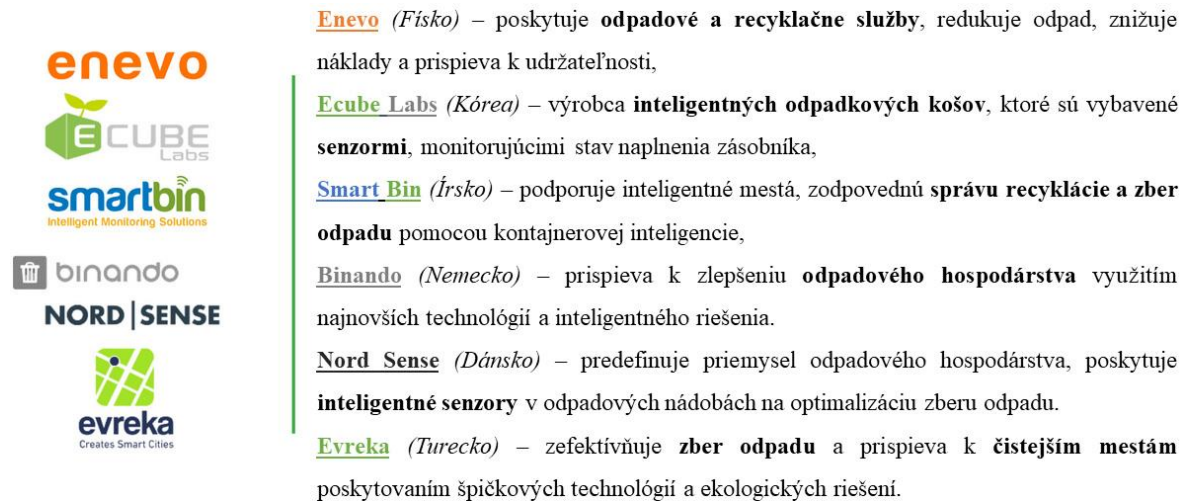 enevo
ECUBE
Labs
smartbin
Intelligent Monitoring Solutions
binando
NORD | SENSE
evreka
Creates Smart Cities
Enevo (Físko) – poskytuje odpadové a recyklačne služby, redukuje odpad, znižuje
náklady a prispieva k udržateľnosti,
Ecube Labs (Kórea) – výrobca inteligentných odpadkových košov, ktoré sú vybavené
senzormi, monitorujúcimi stav naplnenia zásobníka,
Smart Bin (Írsko) – podporuje inteligentné mestá, zodpovednú správu recyklácie a zber
odpadu pomocou kontajnerovej inteligencie,
Binando (Nemecko) – prispieva k zlepšeniu odpadového hospodárstva využitím
najnovších technológií a inteligentného riešenia.
Nord Sense (Dánsko) – predefinuje priemysel odpadového hospodárstva, poskytuje
inteligentné senzory v odpadových nádobách na optimalizáciu zberu odpadu.
Evreka (Turecko) – zefektívňuje zber odpadu a prispieva k čistejším mestám
poskytovaním špičkových technológií a ekologických riešení.